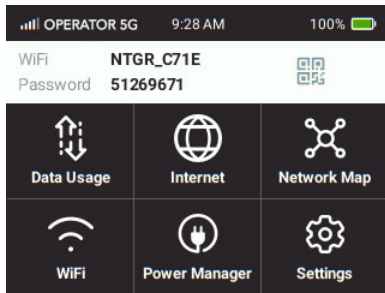 OPERATOR 5G 9:28 AM 100%
WiFi NTGR_C71E
Password 51269671
Data Usage Internet Network Map
WiFi Power Manager Settings